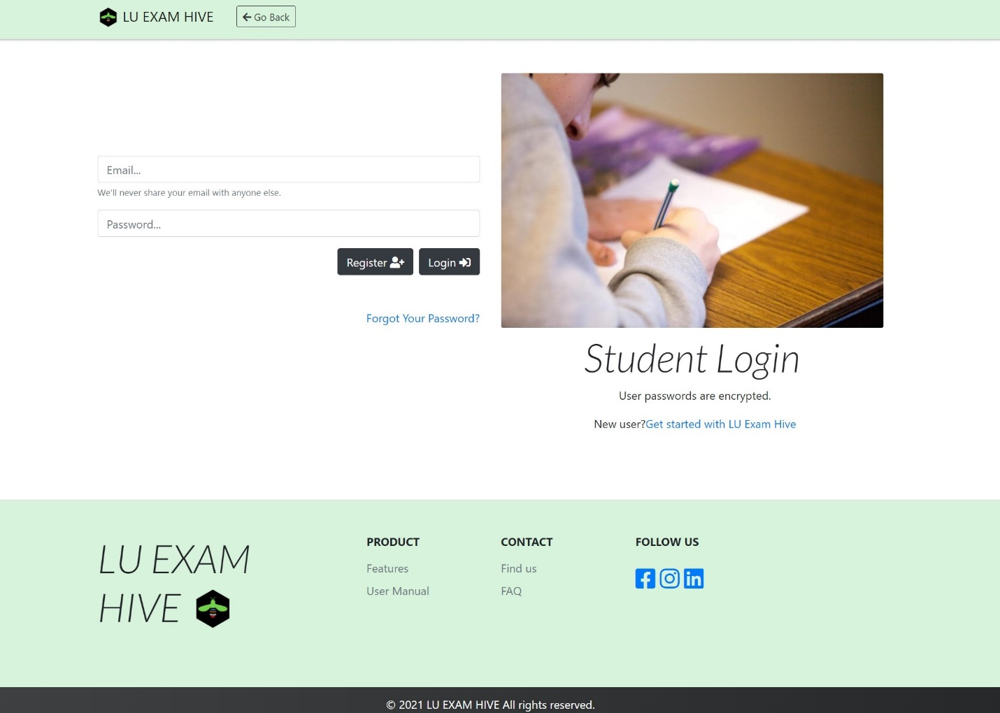 LU EXAM HIVE
Go Back
Email...
We'll never share your email with anyone else.
Password...
Register
Login
Forgot Your Password?
Student Login
User passwords are encrypted.
New user?Get started with LU Exam Hive
LU EXAM
HIVE
PRODUCT
Features
User Manual
CONTACT
Find us
FAQ
FOLLOW US
© 2021 LU EXAM HIVE All rights reserved.